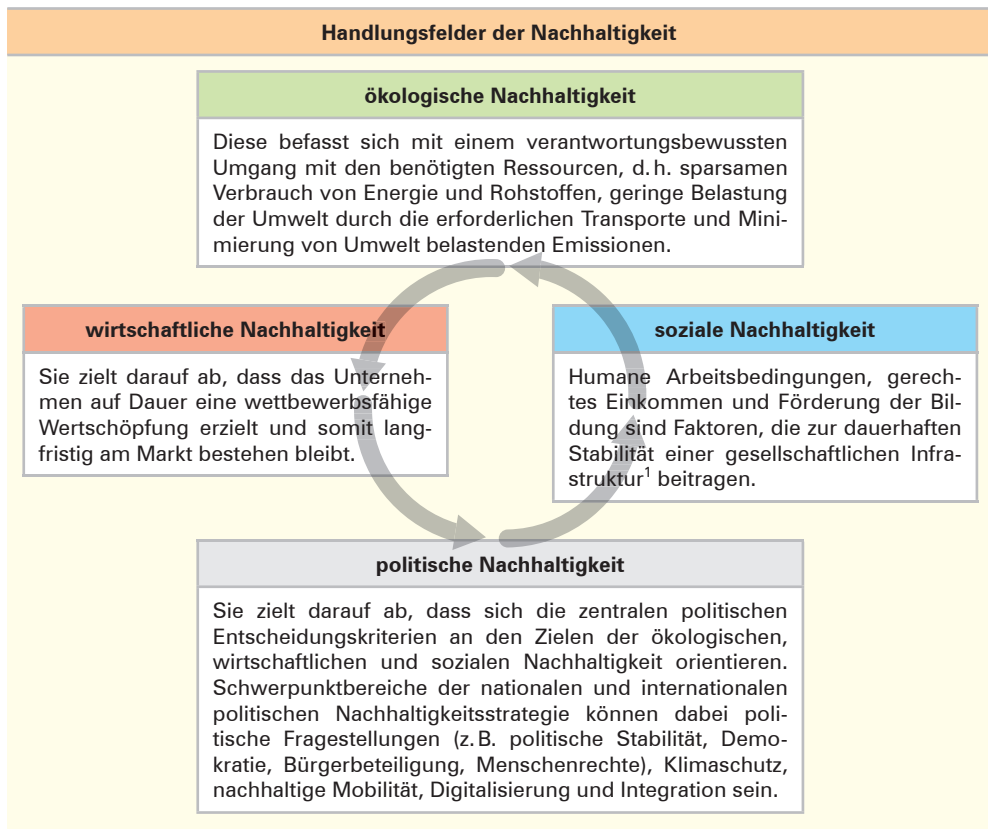 Handlungsfelder der Nachhaltigkeit
ökologische Nachhaltigkeit
Diese befasst sich mit einem verantwortungsbewussten
Umgang mit den benötigten Ressourcen, d. h. sparsamen
Verbrauch von Energie und Rohstoffen, geringe Belastung
der Umwelt durch die erforderlichen Transporte und Mini-
mierung von Umwelt belastenden Emissionen.
wirtschaftliche Nachhaltigkeit
Sie zielt darauf ab, dass das Unterneh-
men auf Dauer eine wettbewerbsfähige
Wertschöpfung erzielt und somit lang-
fristig am Markt bestehen bleibt.
soziale Nachhaltigkeit
Humane Arbeitsbedingungen, gerech-
tes Einkommen und Förderung der Bil-
dung sind Faktoren, die zur dauerhaften
Stabilität einer gesellschaftlichen Infra-
struktur¹ beitragen.
politische Nachhaltigkeit
Sie zielt darauf ab, dass sich die zentralen politischen
Entscheidungskriterien an den Zielen der ökologischen,
wirtschaftlichen und sozialen Nachhaltigkeit orientieren.
Schwerpunktbereiche der nationalen und internationalen
politischen Nachhaltigkeitsstrategie können dabei poli-
tische Fragestellungen (z. B. politische Stabilität, Demo-
kratie, Bürgerbeteiligung, Menschenrechte), Klimaschutz,
nachhaltige Mobilität, Digitalisierung und Integration sein.